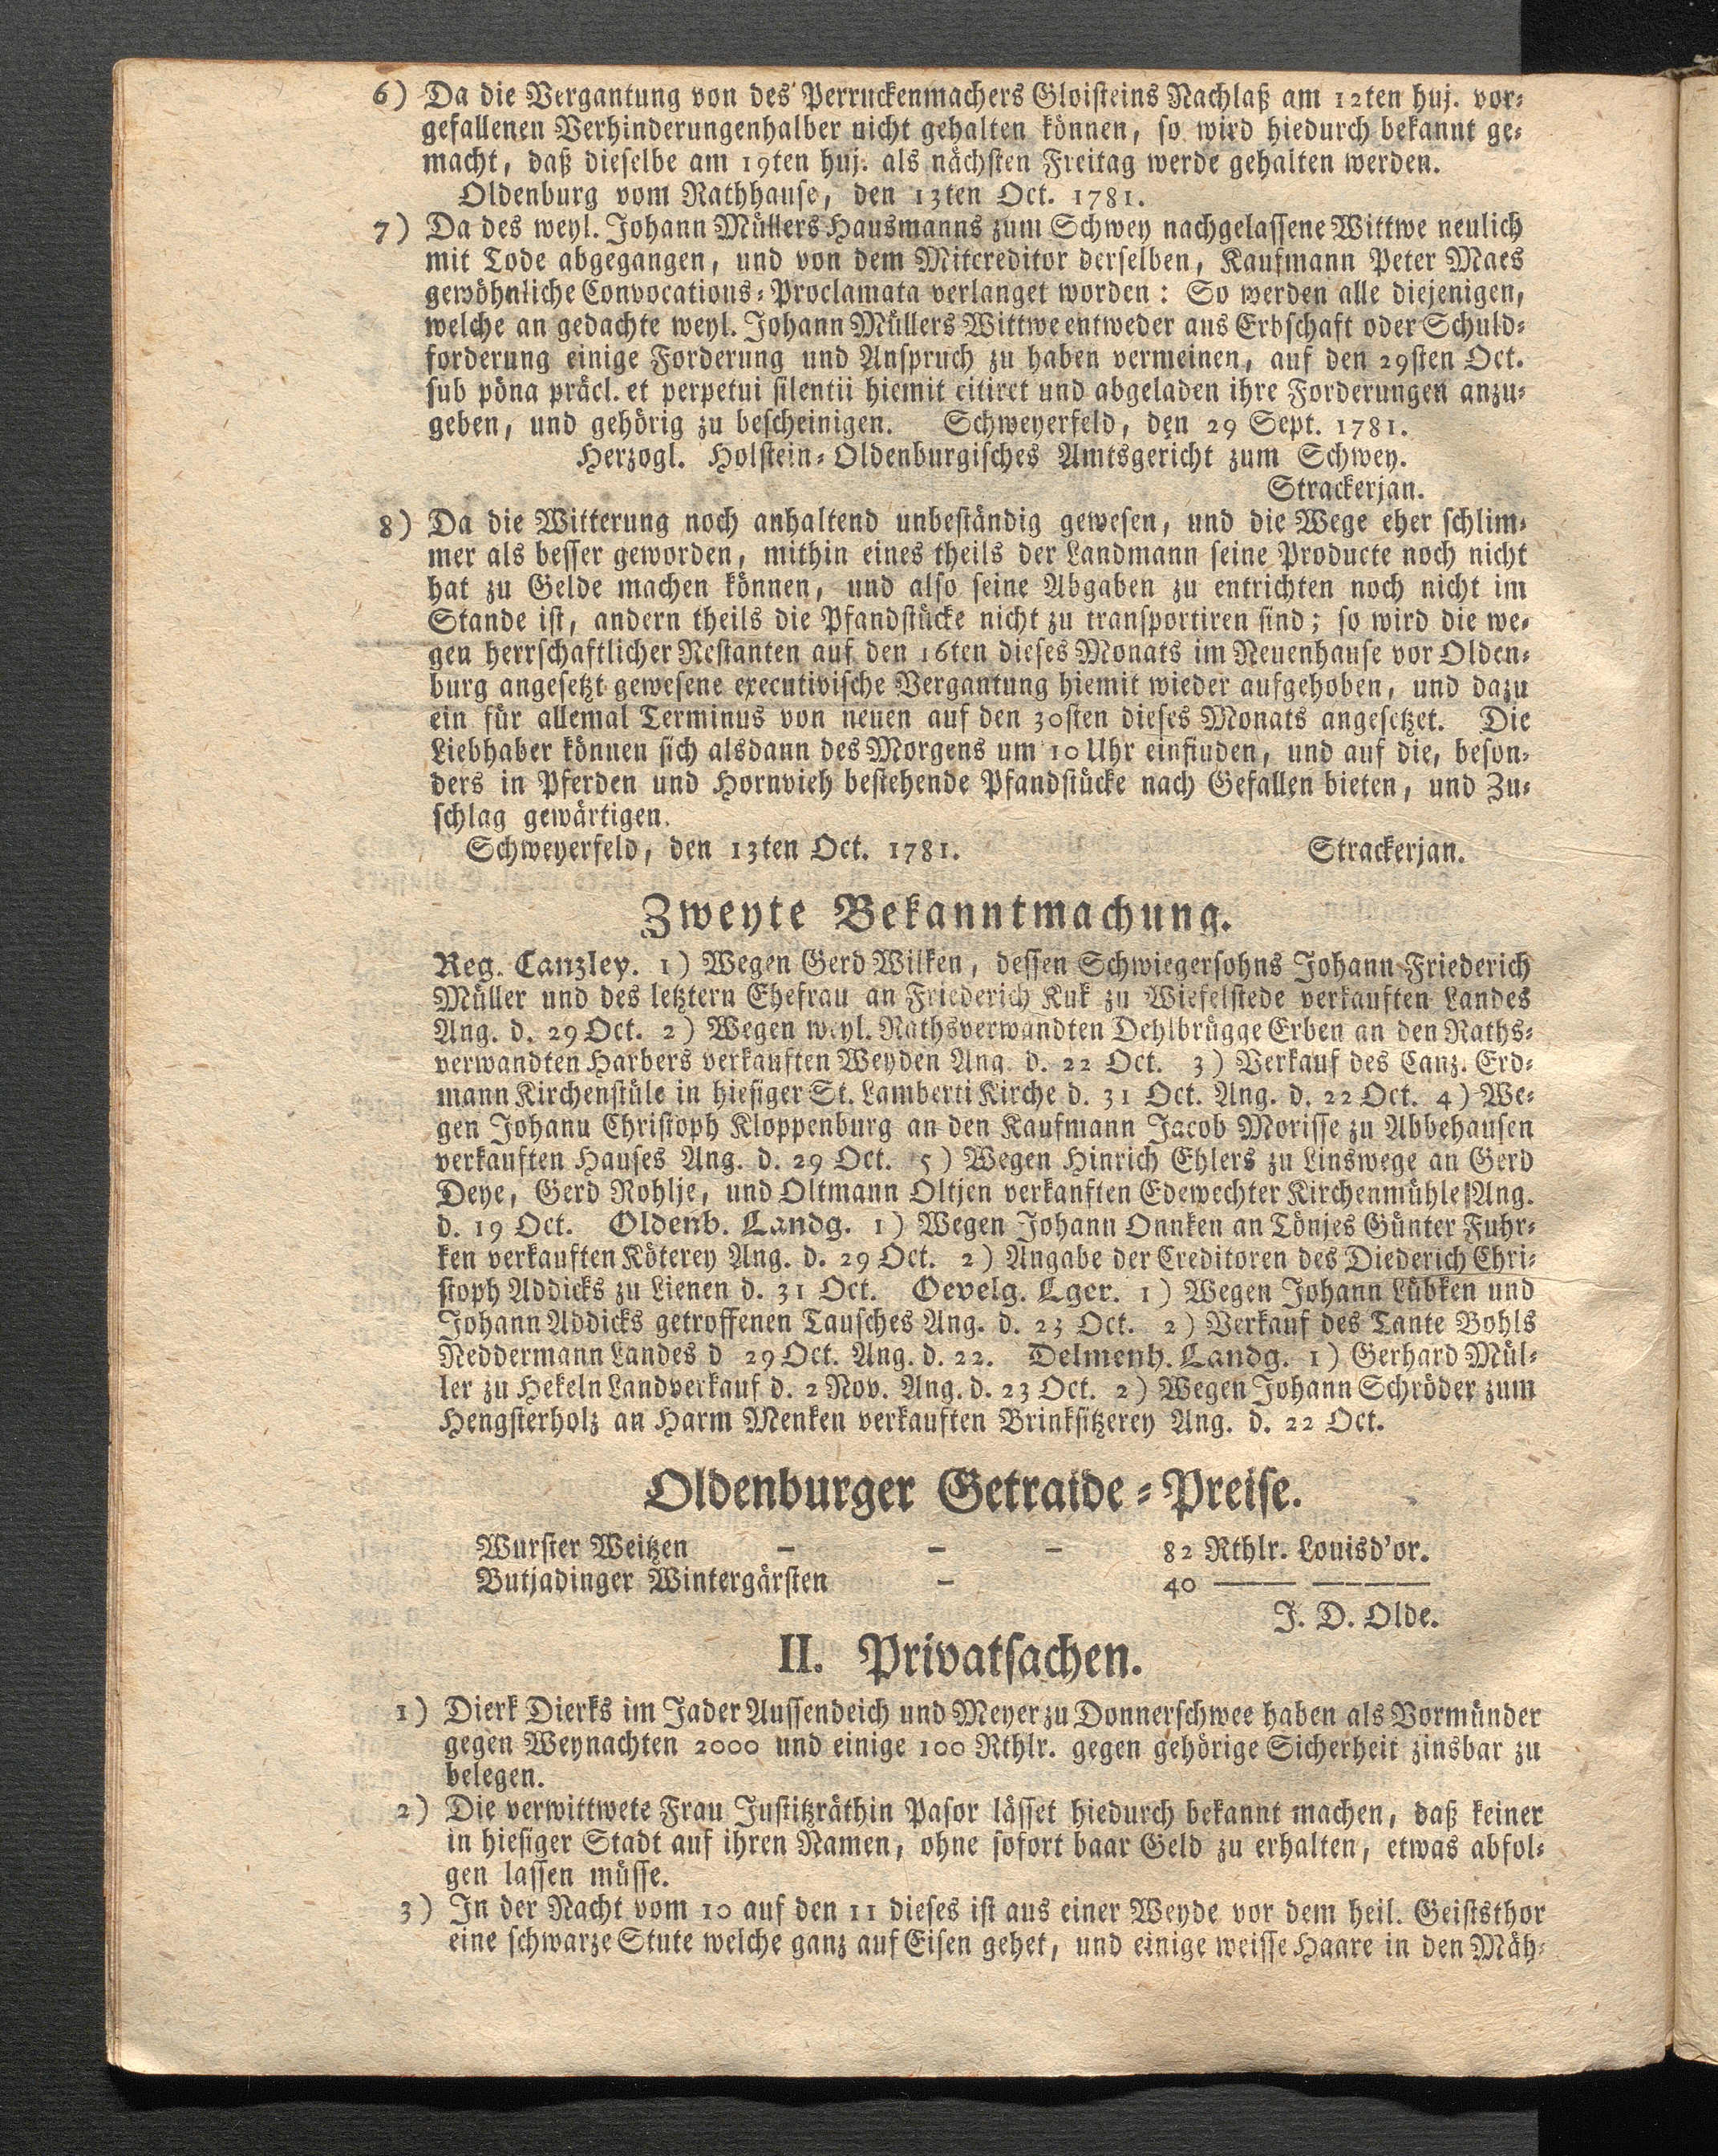 6) Da die Vergantung von des Perruckenmachers Gloisteins Nachlaß am 12ten huj. vor-
gefallenen Verhinderungenhalber nicht gehalten können, so wird hiedurch bekannt ge-
macht, daß dieselbe am 19ten huj. als nächsten Freitag werde gehalten werden.
Oldenburg vom Rathhause, den 13ten Oct. 1781.
7) Da des weyl. Johann Müllers Hausmanns zum Schwey nachgelassene Wittwe neulich
mit Tode abgegangen, und von dem Mitcreditor derselben, Kaufmann Peter Maes
gewöhnliche Convocations-Proclamata verlanget worden: So werden alle diejenigen,
welche an gedachte weyl. Johann Müllers Wittwe entweder aus Erbschaft oder Schuld-
forderung einige Forderung und Anspruch zu haben vermeinen, auf den 29sten Oct.
sub pöna präcl. et perpetui silentii hiemit citiret und abgeladen ihre Forderungen anzu-
geben, und gehörig zu bescheinigen. Schweyerfeld, den 29 Sept. 1781.
Herzogl. Holstein-Oldenburgisches Amtsgericht zum Schwey.
Strackerjan.
8) Da die Witterung noch anhaltend unbeständig gewesen, und die Wege eher schlim-
mer als besser geworden, mithin eines theils der Landmann seine Producte noch nicht
hat zu Gelde machen können, und also seine Abgaben zu entrichten noch nicht im
Stande ist, andern theils die Pfandstücke nicht zu transportiren sind; so wird die we-
gen herrschaftlicher Restanten auf den 16ten dieses Monats im Neuenhause vor Olden-
burg angesetzt gewesene executivische Vergantung hiemit wieder aufgehoben, und dazu
ein für allemal Terminus von neuen auf den 30sten dieses Monats angesetzet. Die
Liebhaber können sich alsdann des Morgens um 10 Uhr einfinden, und auf die, beson-
ders in Pferden und Hornvieh bestehende Pfandstücke nach Gefallen bieten, und Zu-
schlag gewärtigen.
Schweyerfeld, den 13ten Oct. 1781. Strackerjan.
Zweyte Bekanntmachung.
Reg. Canzley. 1) Wegen Gerd Wilken, dessen Schwiegersohns Johann Friederich
Müller und des letztern Ehefrau an Friederich Kuk zu Wiefelstede verkauften Landes
Ang. d. 29 Oct. 2) Wegen weyl. Rathsverwandten Oehlbrügge Erben an den Raths-
verwandten Harbers verkauften Weyden Ang. d. 22 Oct. 3) Verkauf des Canz. Erd-
mann Kirchenstüle in hiesiger St. Lamberti Kirche d. 31 Oct. Ang. d. 22 Oct. 4) We-
gen Johann Christoph Kloppenburg an den Kaufmann Jacob Morisse zu Abbehausen
verkauften Hauses Ang. d. 29 Oct. 5) Wegen Hinrich Ehlers zu Linswege an Gerd
Deye, Gerd Rohlje, und Oltmann Oltjen verkauften Edewechter Kirchenmühle Ang.
d. 19 Oct. Oldenb. Landg. 1) Wegen Johann Onnken an Tönjes Günter Fuhr-
ken verkauften Köterey Ang. d. 29 Oct. 2) Angabe der Creditoren des Diederich Chri-
stoph Addicks zu Lienen d. 31 Oct. Oevelg. Lger. 1) Wegen Johann Lübken und
Johann Addicks getroffenen Tausches Ang. d. 23 Oct. 2) Verkauf des Tante Bohls
Neddermann Landes d 29 Oct. Ang. d. 22. Delmenh. Landg. 1) Gerhard Mül-
ler zu Hekeln Landverkauf d. 2 Nov. Ang. d. 23 Oct. 2) Wegen Johann Schröder zum
Hengsterholz an Harm Menken verkauften Brinksitzerey Ang. d. 22 Oct.
Oldenburger Getraide-Preise.
Wurster Weitzen – – – 82 Rthlr. Louisd'or.
Butjadinger Wintergärsten – 40 —— ——
J. D. Olde.
II. Privatsachen.
1) Dierk Dierks im Jader Aussendeich und Meyer zu Donnerschwee haben als Vormünder
gegen Weynachten 2000 und einige 100 Rthlr. gegen gehörige Sicherheit zinsbar zu
belegen.
2) Die verwittwete Frau Justitzräthin Pasor lässet hiedurch bekannt machen, daß keiner
in hiesiger Stadt auf ihren Namen, ohne sofort baar Geld zu erhalten, etwas abfol-
gen lassen müsse.
3) In der Nacht vom 10 auf den 11 dieses ist aus einer Weyde vor dem heil. Geiststhor
eine schwarze Stute welche ganz auf Eisen gehet, und einige weisse Haare in den Mäh-